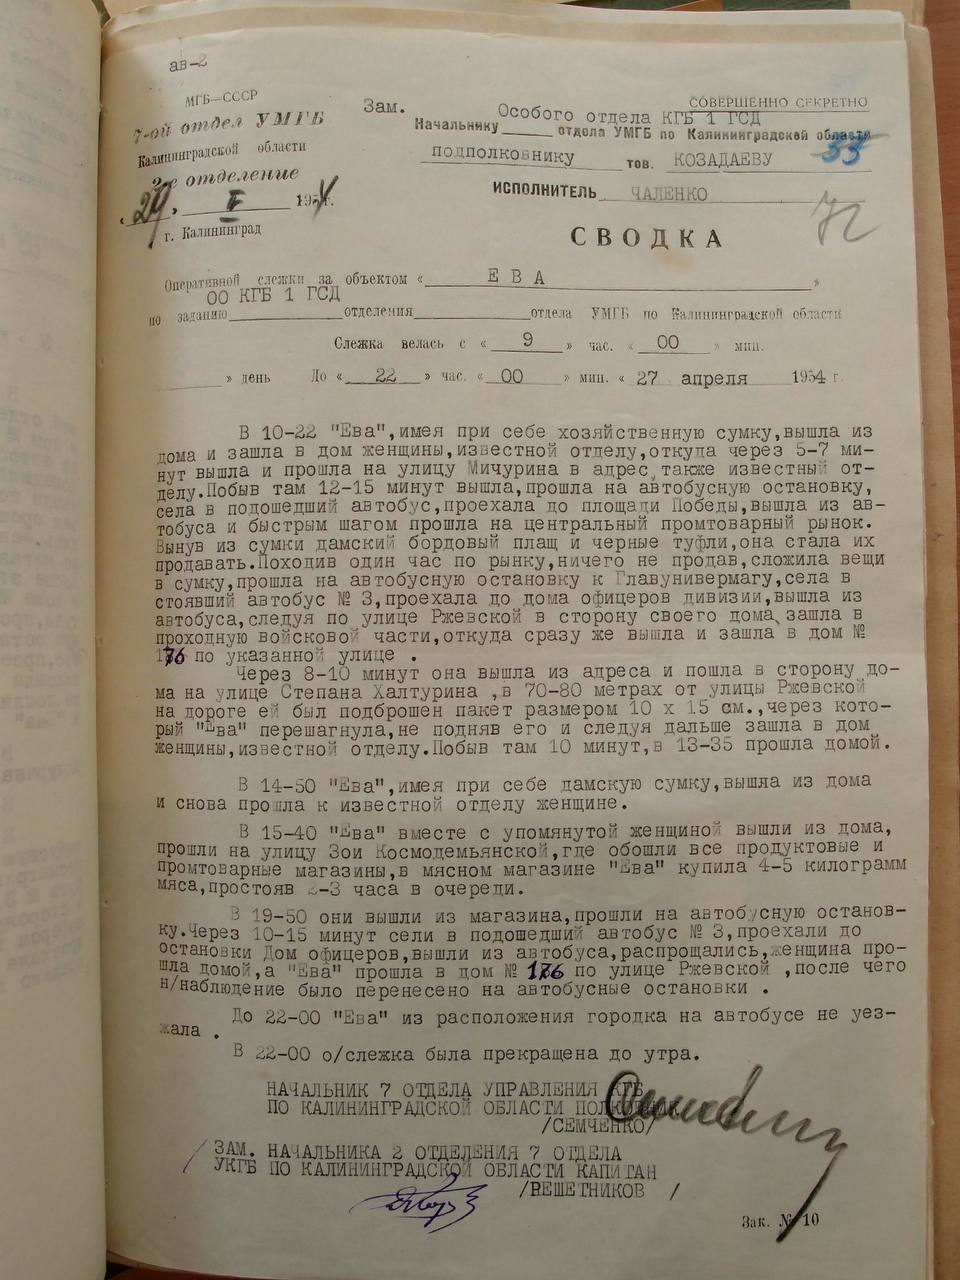 ав-2
МГБ—СССР
7-ой отдел УМГБ
Калининградской области
2-е отделение
« 29 » IV 1954г.
г. Калининград
СОВЕРШЕННО СЕКРЕТНО
Зам. Особого отдела КГБ 1 ГСД
Начальнику отдела УМГБ по Калининградской области
33
подполковнику тов. КОЗАДАЕВУ
ИСПОЛНИТЕЛЬ ЧАЛЕНКО
72
СВОДКА
Оперативной слежки за объектом « ЕВА »
ОО КГБ 1 ГСД
по заданию отделения отдела УМГБ по Калининградской области
Слежка велась с « 9 » час. « 00 » мин.
» день До « 22 » час. « 00 » мин. « 27 апреля 1954 г.
В 10-22 "Ева",имея при себе хозяйственную сумку,вышла из
дома и зашла в дом женщины,известной отделу,откуда через 5-7 ми-
нут вышла и прошла на улицу Мичурина в адрес также известный от-
делу.Побыв там 12-15 минут вышла,прошла на автобусную остановку,
села в подошедший автобус,проехала до площади Победы,вышла из ав-
тобуса и быстрым шагом прошла на центральный промтоварный рынок.
Вынув из сумки дамский бордовый плащ и черные туфли,она стала их
продавать.Походив один час по рынку,ничего не продав,сложила вещи
в сумку,прошла на автобусную остановку к Главунивермагу,села в
стоявший автобус № 3,проехала до дома офицеров дивизии,вышла из
автобуса,следуя по улице Ржевской в сторону своего дома, зашла в
проходную войсковой части,откуда сразу же вышла и зашла в дом №
176 по указанной улице .
Через 8-10 минут она вышла из адреса и пошла в сторону до-
ма на улице Степана Халтурина ,в 70-80 метрах от улицы Ржевской
на дороге ей был подброшен пакет размером 10 х 15 см.,через кото-
рый "Ева" перешагнула,не подняв его и следуя дальше зашла в дом
женщины,известной отделу.Побыв там 10 минут,в 13-35 прошла домой.
В 14-50 "Ева",имея при себе дамскую сумку,вышла из дома
и снова прошла к известной отделу женщине.
В 15-40 "Ева" вместе с упомянутой женщиной вышли из дома,
прошли на улицу Зои Космодемьянской,где обошли все продуктовые и
промтоварные магазины,в мясном магазине "Ева" купила 4-5 килограмм
мяса,простояв 2-3 часа в очереди.
В 19-50 они вышли из магазина,прошли на автобусную останов-
ку.Через 10-15 минут сели в подошедший автобус № 3,проехали до
остановки Дом офицеров,вышли из автобуса,распрощались,женщина про-
шла домой,а "Ева" прошла в дом № 176 по улице Ржевской ,после чего
н/наблюдение было перенесено на автобусные остановки .
До 22-00 "Ева" из расположения городка на автобусе не уез-
жала .
В 22-00 о/слежка была прекращена до утра.
НАЧАЛЬНИК 7 ОТДЕЛА УПРАВЛЕНИЯ КГБ
ПО КАЛИНИНГРАДСКОЙ ОБЛАСТИ ПОЛКОВНИК
/СЕМЧЕНКО/
ЗАМ. НАЧАЛЬНИКА 2 ОТДЕЛЕНИЯ 7 ОТДЕЛА
УКГБ ПО КАЛИНИНГРАДСКОЙ ОБЛАСТИ КАПИТАН
/РЕШЕТНИКОВ /
Зак. № 10